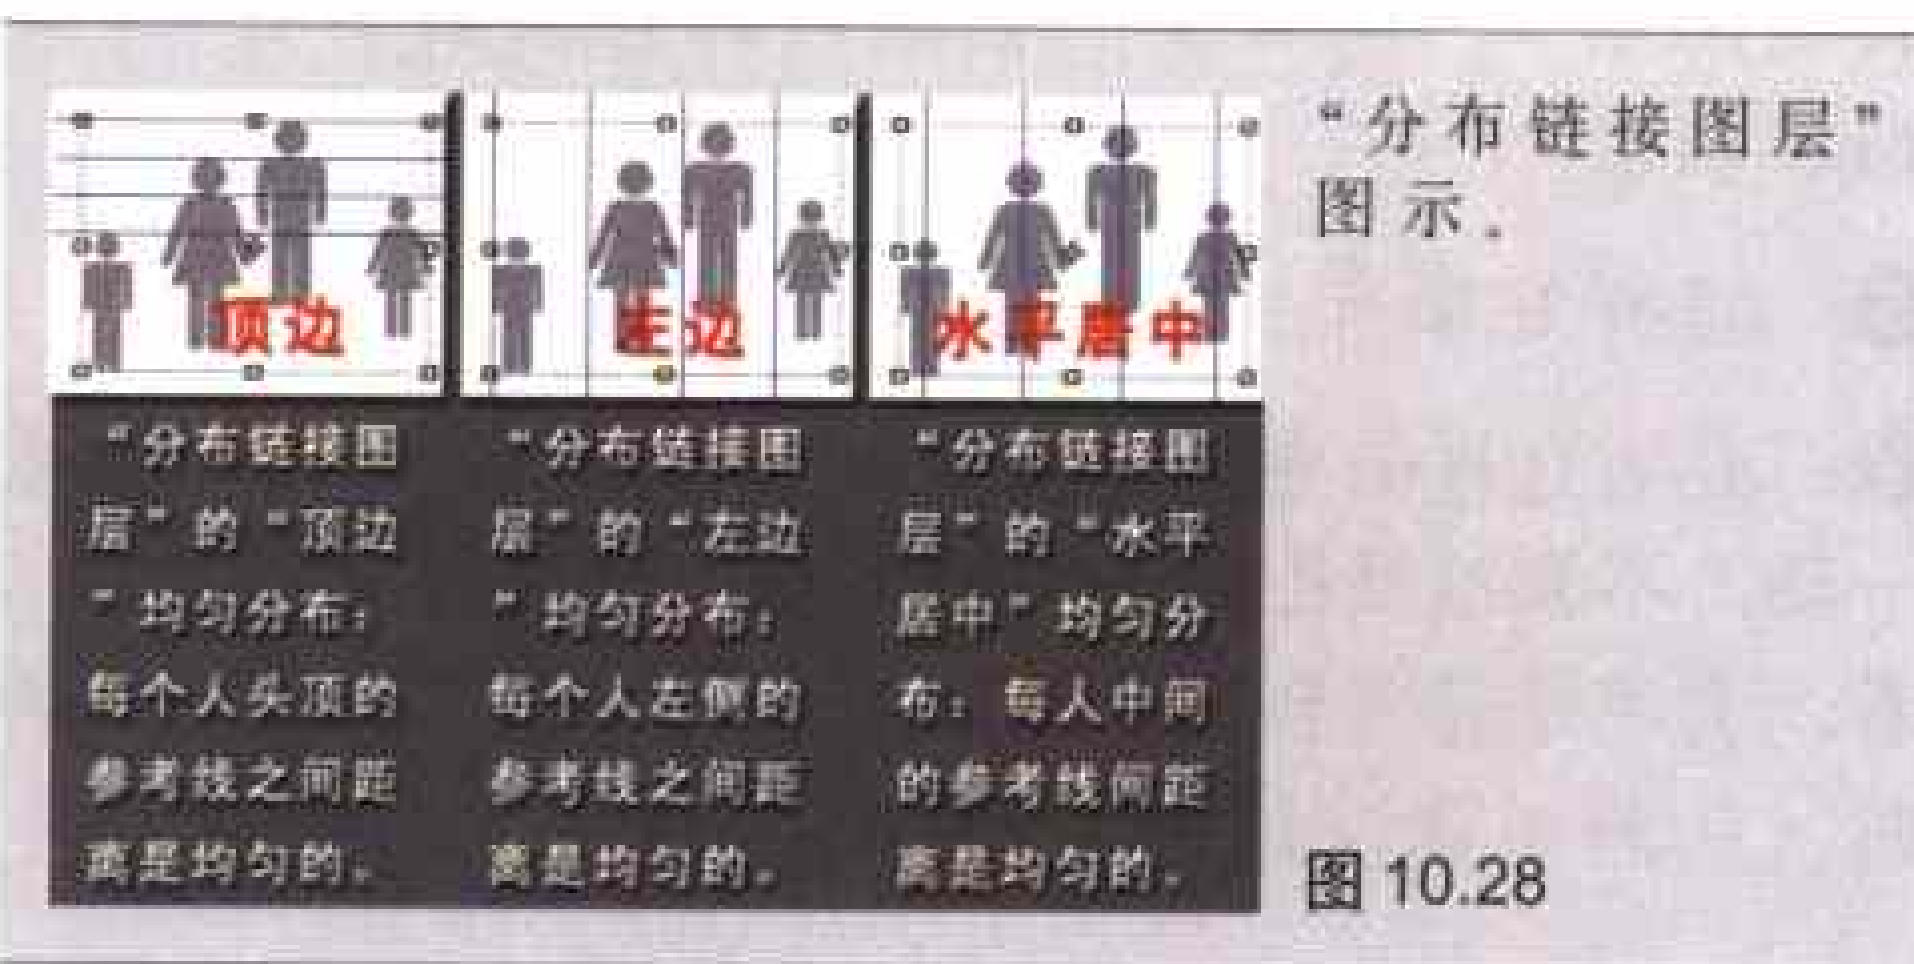 顶边
左边
水平居中
“分布链接图
层”的“顶边
”均匀分布：
每个人头顶的
参考线之间距
离是均匀的。
“分布链接图
层”的“左边
”均匀分布：
每个人左侧的
参考线之间距
离是均匀的。
“分布链接图
层”的“水平
居中”均匀分
布：每人中间
的参考线间距
离是均匀的。
“分布链接图层”
图示。
图 10.28